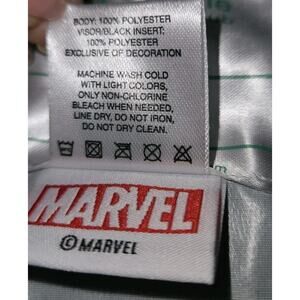 BODY: 100% POLYESTER
VISOR/BLACK INSERT:
100% POLYESTER
EXCLUSIVE OF DECORATION
MACHINE WASH COLD
WITH LIGHT COLORS,
ONLY NON-CHLORINE
BLEACH WHEN NEEDED,
LINE DRY, DO NOT IRON,
DO NOT DRY CLEAN.
MARVEL
© MARVEL